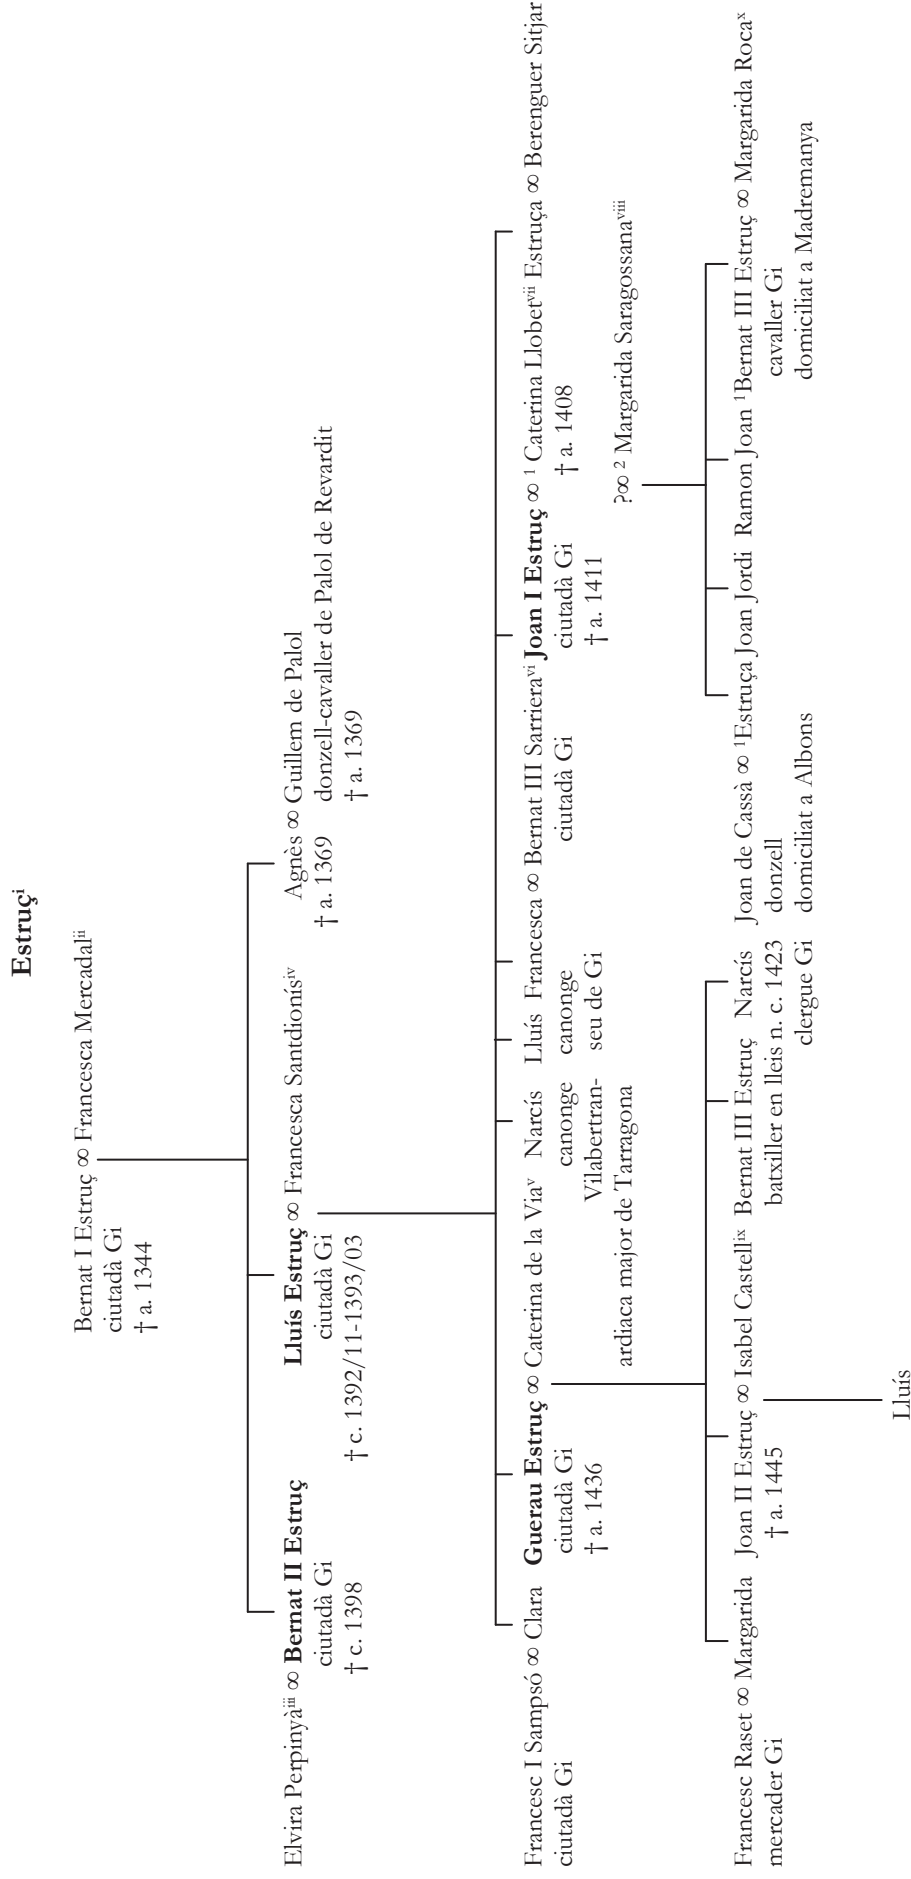 Estruçⁱ
Bernat I Estruç ∞ Francesca Mercadalⁱⁱ
ciutadà Gi
† a. 1344
Elvira Perpinyàⁱⁱⁱ ∞ Bernat II Estruç
ciutadà Gi
† c. 1398
Lluís Estruç ∞ Francesca Santdionísⁱᵛ
ciutadà Gi
† c. 1392/11-1393/03
Agnès ∞ Guillem de Palol
† a. 1369
donzell-cavaller de Palol de Revardit
† a. 1369
Francesc I Sampsó ∞ Clara
ciutadà Gi
Guerau Estruç ∞ Caterina de la Viaᵛ
ciutadà Gi
† a. 1436
Narcís
canonge
Vilabertran-
ardiaca major de Tarragona
Lluís
canonge
seu de Gi
Francesca ∞ Bernat III Sarrieraᵛⁱ
ciutadà Gi
Joan I Estruç ∞ ¹ Caterina Llobetᵛⁱⁱ
ciutadà Gi
† a. 1411
† a. 1408
?∞ ² Margarida Saragossanaᵛⁱⁱⁱ
Estruça ∞ Berenguer Sitjar
Francesc Raset ∞ Margarida
mercader Gi
Joan II Estruç ∞ Isabel Castellⁱˣ
† a. 1445
Bernat III Estruç
batxiller en lleis
Narcís
n. c. 1423
clergue Gi
Joan de Cassà ∞ ¹Estruça
donzell
domiciliat a Albons
Joan Jordi
Ramon
Joan
¹Bernat III Estruç ∞ Margarida Rocaˣ
cavaller Gi
domiciliat a Madremanya
Lluís